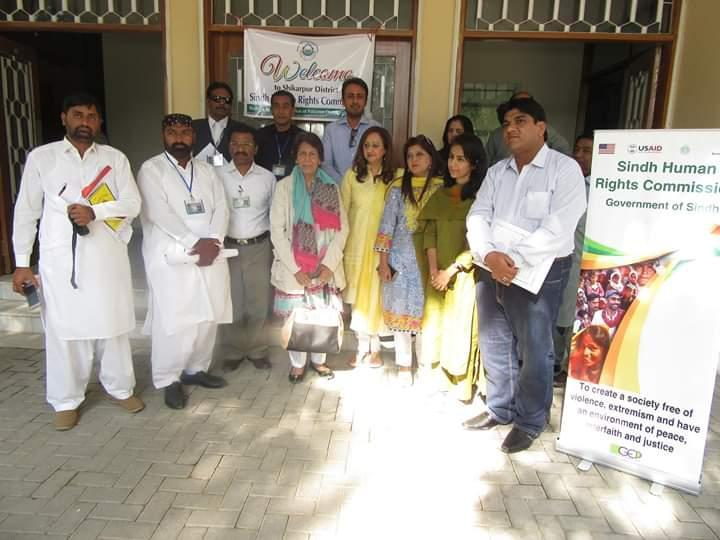 Welcome
to Shikarpur District
Sindh Rights
USAID
Sindh Human
Rights Commission
Government of Sindh
To create a society free of
violence, extremism and have
an environment of peace,
interfaith and justice
GEP